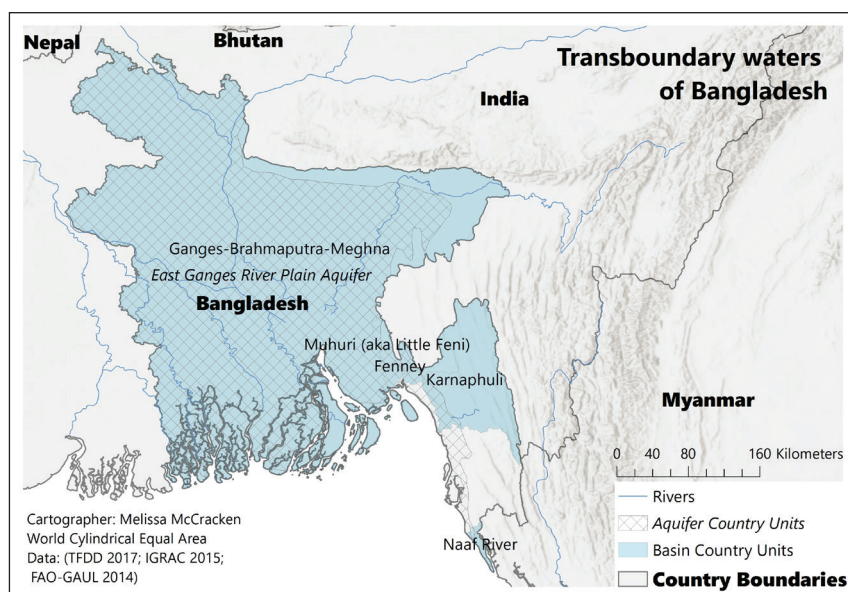 Nepal
Bhutan
Transboundary waters
of Bangladesh
India
Ganges-Brahmaputra-Meghna
East Ganges River Plain Aquifer
Bangladesh
Muhuri (aka Little Feni)
Fenney
Karnaphuli
Myanmar
0 40 80 160 Kilometers
Rivers
Aquifer Country Units
Basin Country Units
Country Boundaries
Naaf River
Cartographer: Melissa McCracken
World Cylindrical Equal Area
Data: (TFDD 2017; IGRAC 2015;
FAO-GAUL 2014)